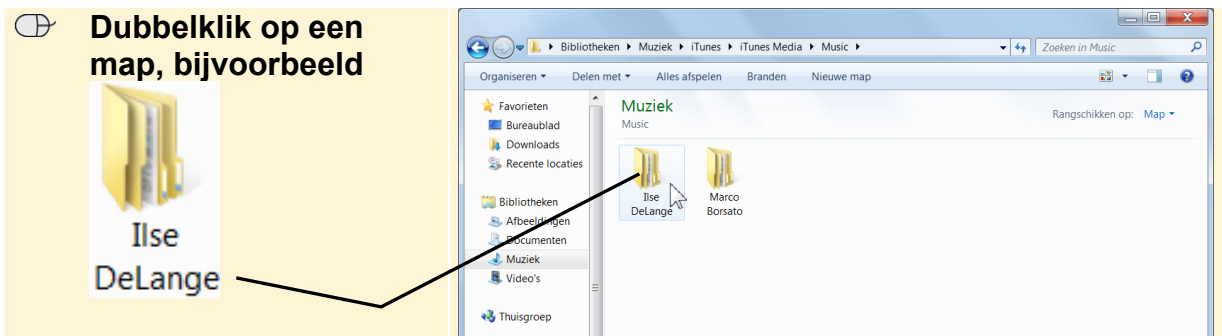 Dubbelklik op een
map, bijvoorbeeld
Ilse
DeLange
Bibliotheken Muziek iTunes iTunes Media Music
Zoeken in Music
Organiseren Delen met Alles afspelen Branden Nieuwe map
Favorieten
Bureaublad
Downloads
Recente locaties
Bibliotheken
Afbeeldingen
Documenten
Muziek
Video's
Thuisgroep
Muziek
Music
Rangschikken op: Map
Ilse
DeLange
Marco
Borsato